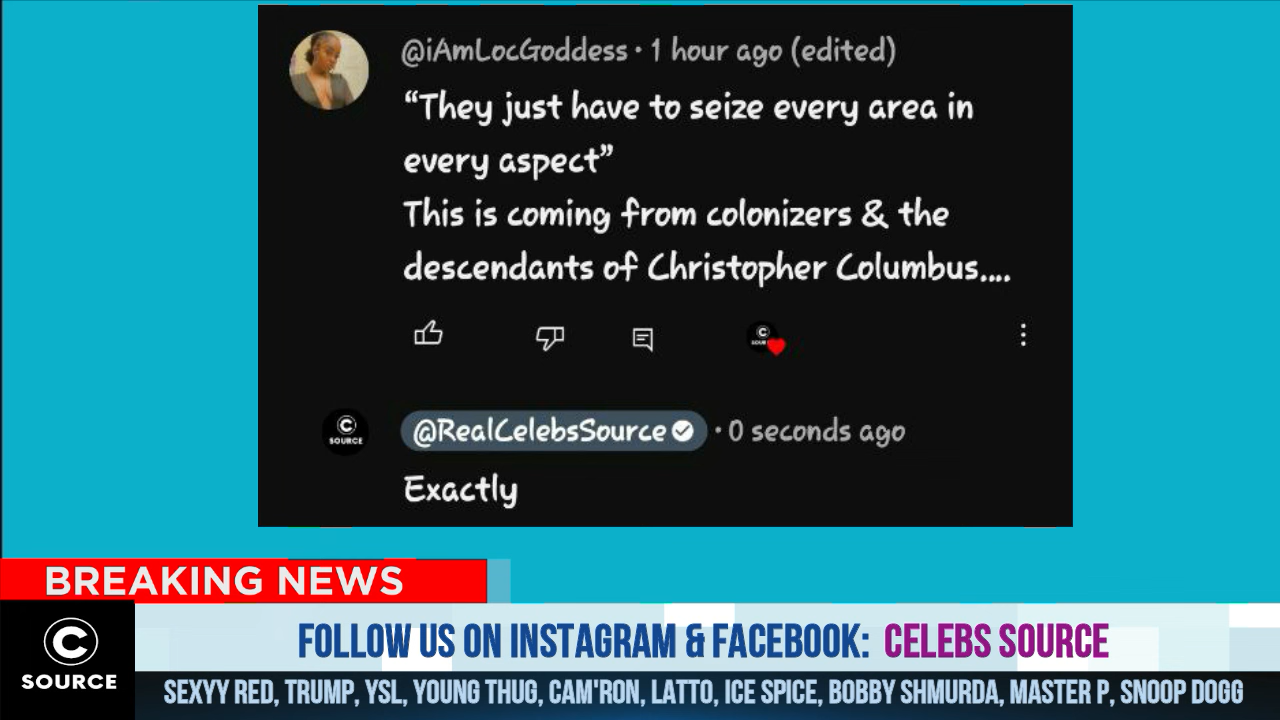 @iAmLocGoddess · 1 hour ago (edited)
“They just have to seize every area in
every aspect”
This is coming from colonizers & the
descendants of Christopher Columbus....
C
SOURCE
C
SOURCE
@RealCelebsSource · 0 seconds ago
Exactly
BREAKING NEWS
C
SOURCE
FOLLOW US ON INSTAGRAM & FACEBOOK: CELEBS SOURCE
SEXYY RED, TRUMP, YSL, YOUNG THUG, CAM'RON, LATTO, ICE SPICE, BOBBY SHMURDA, MASTER P, SNOOP DOGG